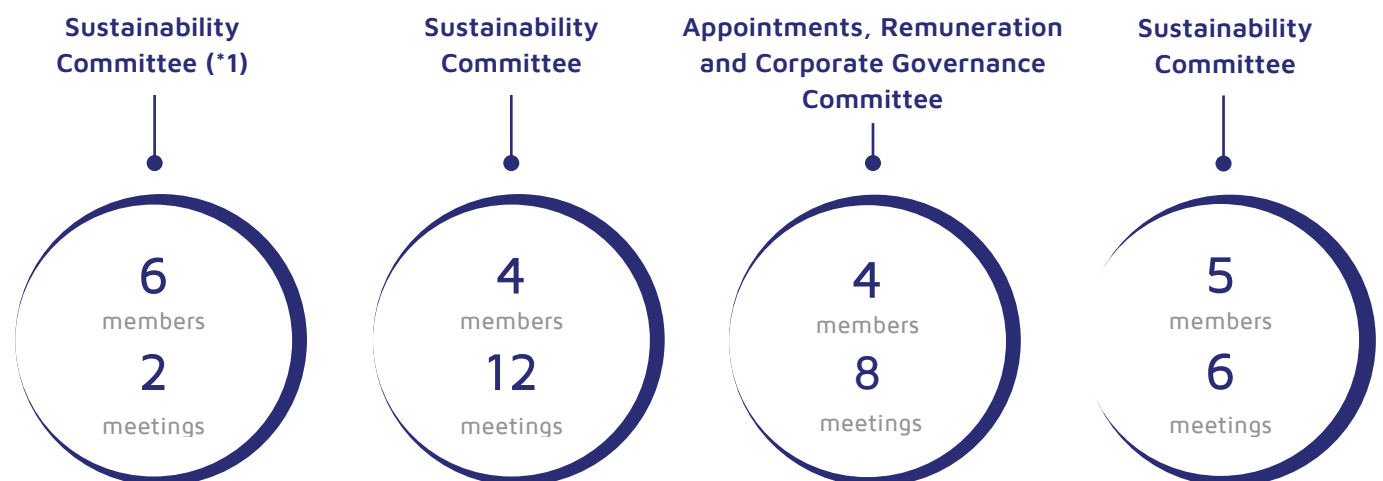 Sustainability
Committee (*1)
6
members
2
meetings
Sustainability
Committee
4
members
12
meetings
Appointments, Remuneration
and Corporate Governance
Committee
4
members
8
meetings
Sustainability
Committee
5
members
6
meetings